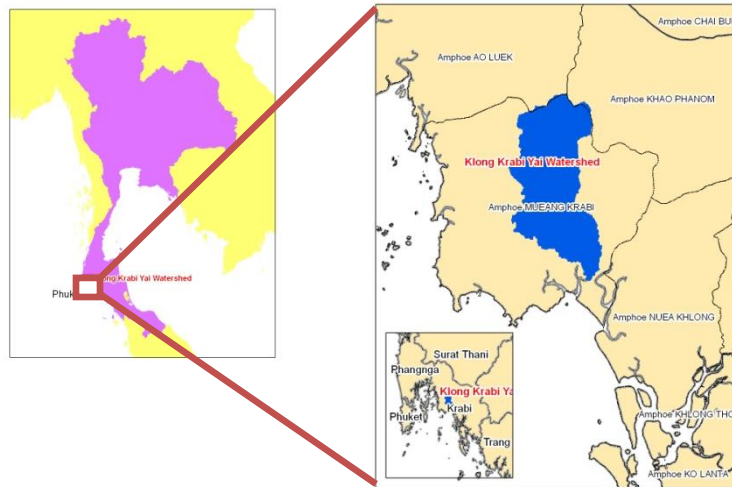 ong Krabi Yai Watershed
Phuk
Amphoe CHAI BU
Amphoe AO LUEK
Amphoe KHAO PHANOM
Klong Krabi Yai Watershed
Amphoe MUEANG KRABI
Amphoe NUEA KHLONG
Surat Thani
Phangnga
Klong Krabi Ya
Phuket
Krabi
Trang
Amphoe KHLONG THO
Amphoe KO LANTA